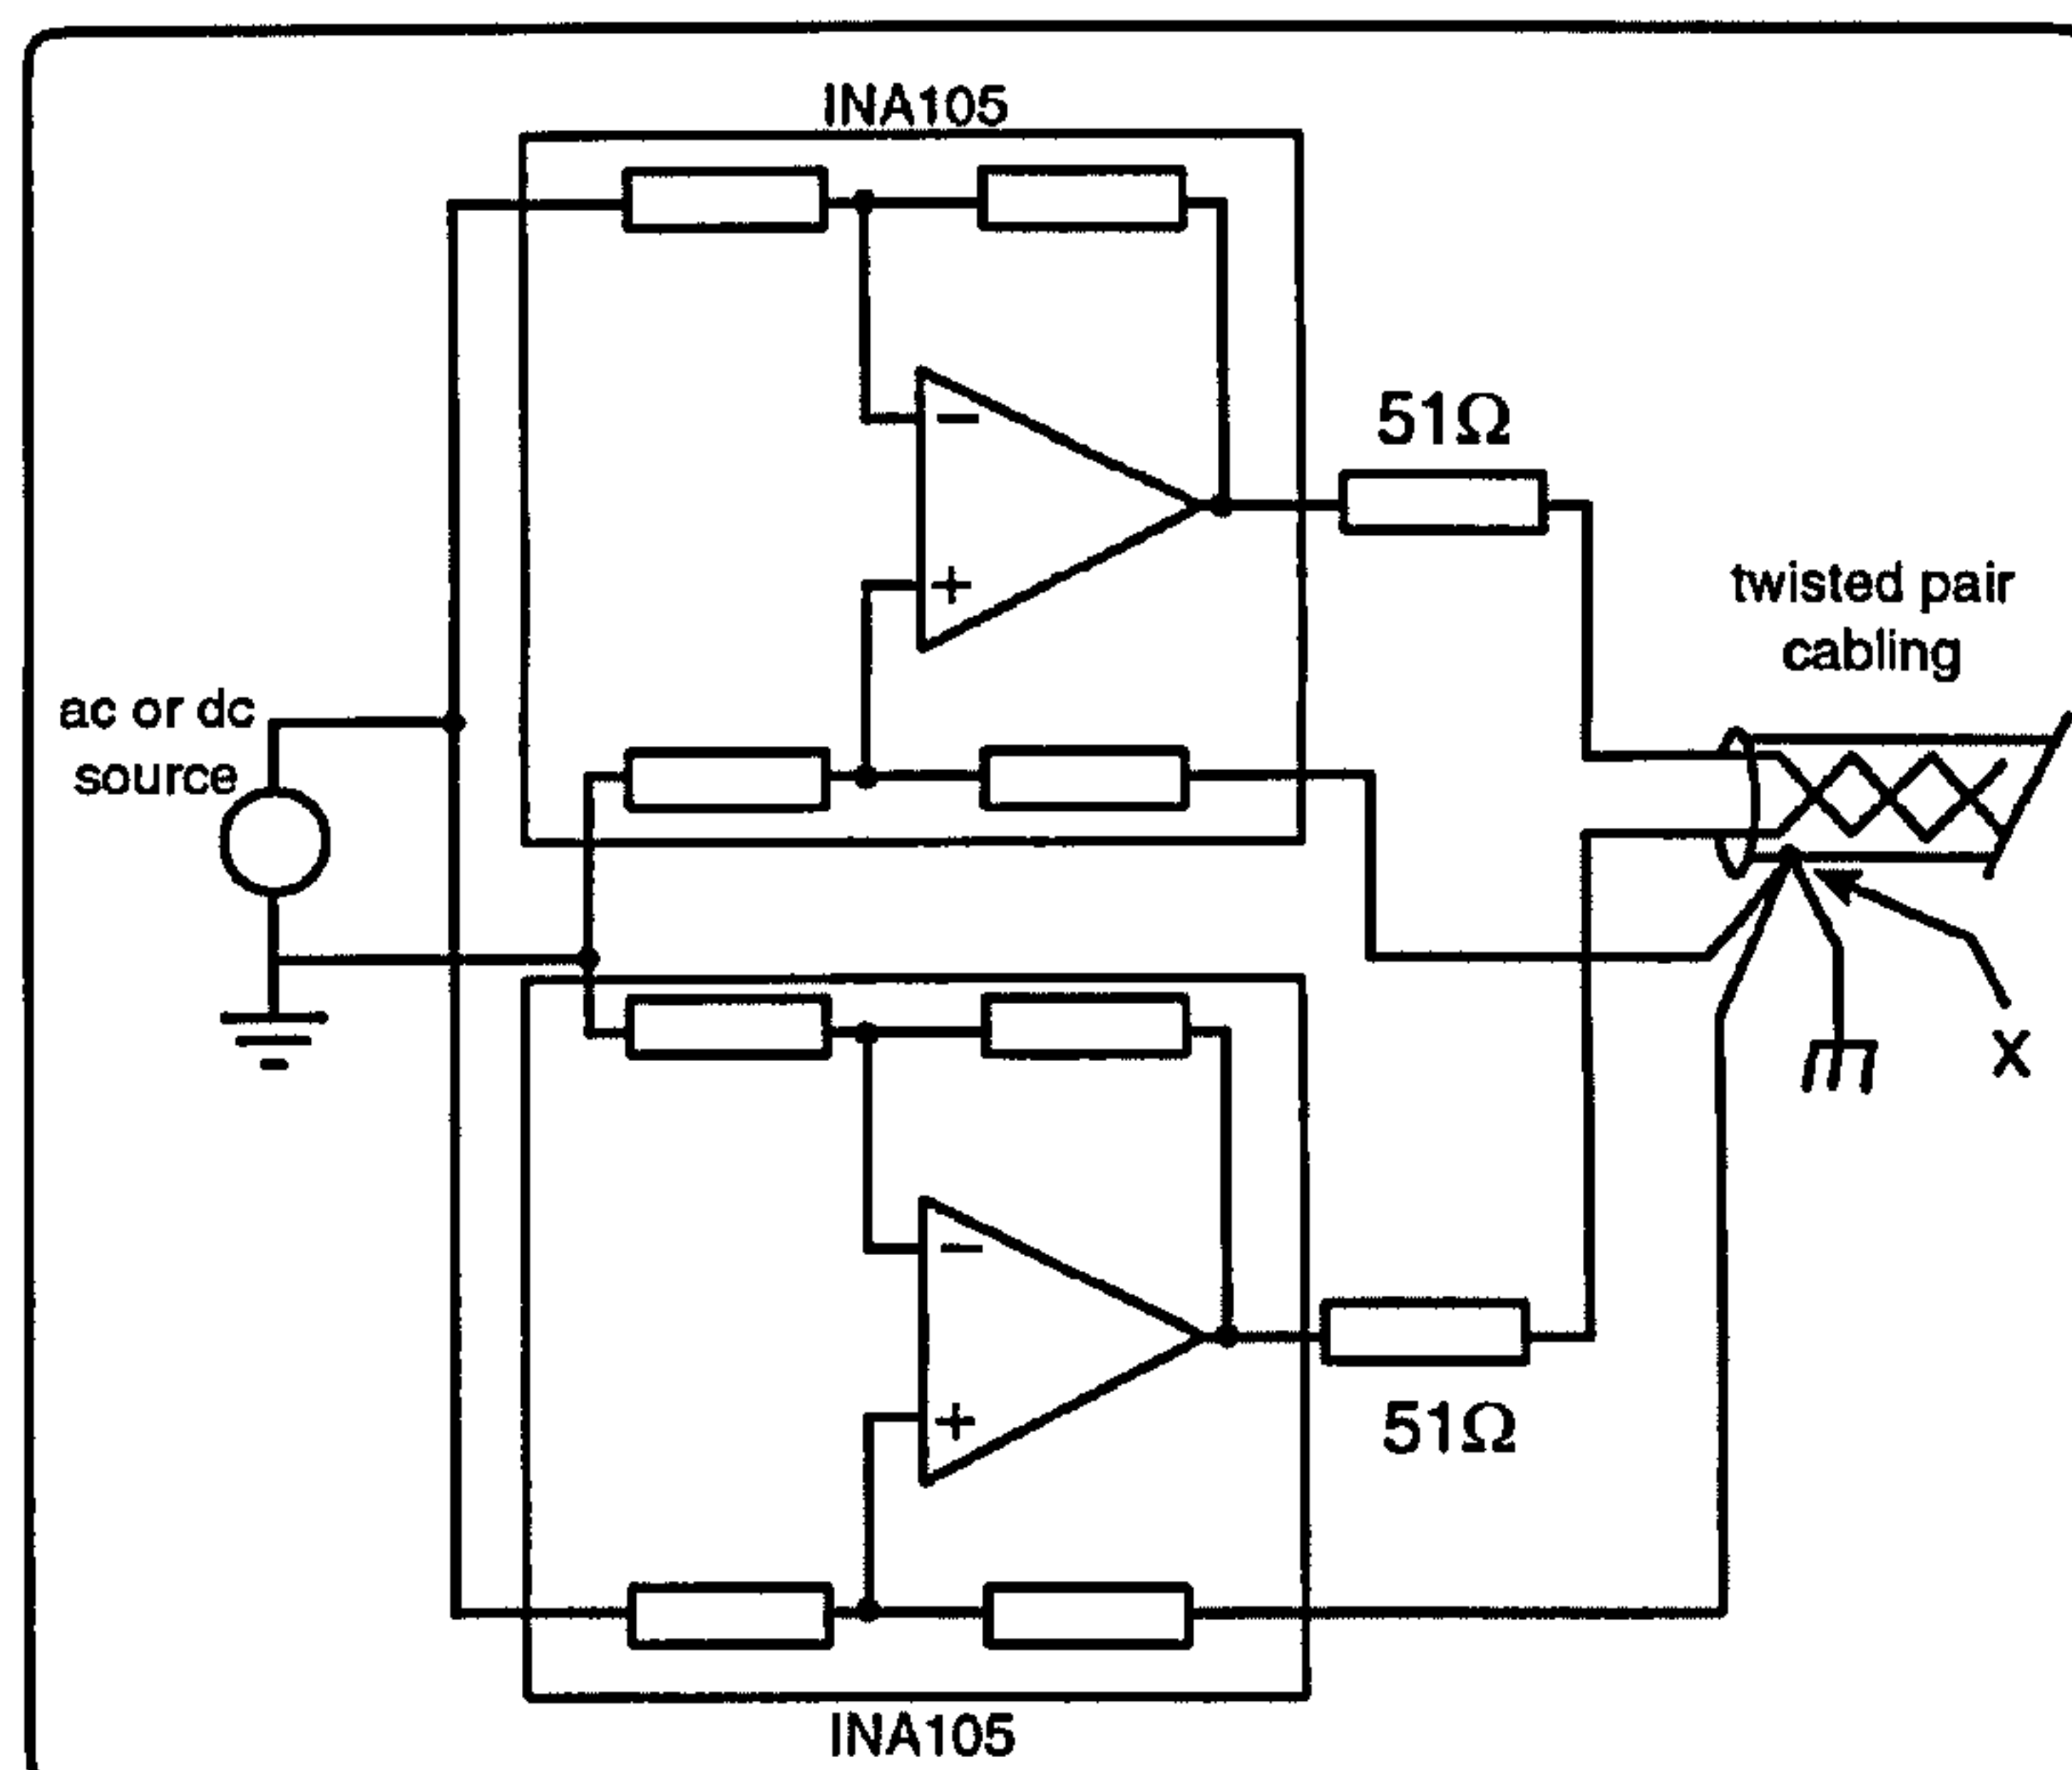 INA105
51Ω
twisted pair
cabling
ac or dc
source
−
+
X
−
+
51Ω
INA105